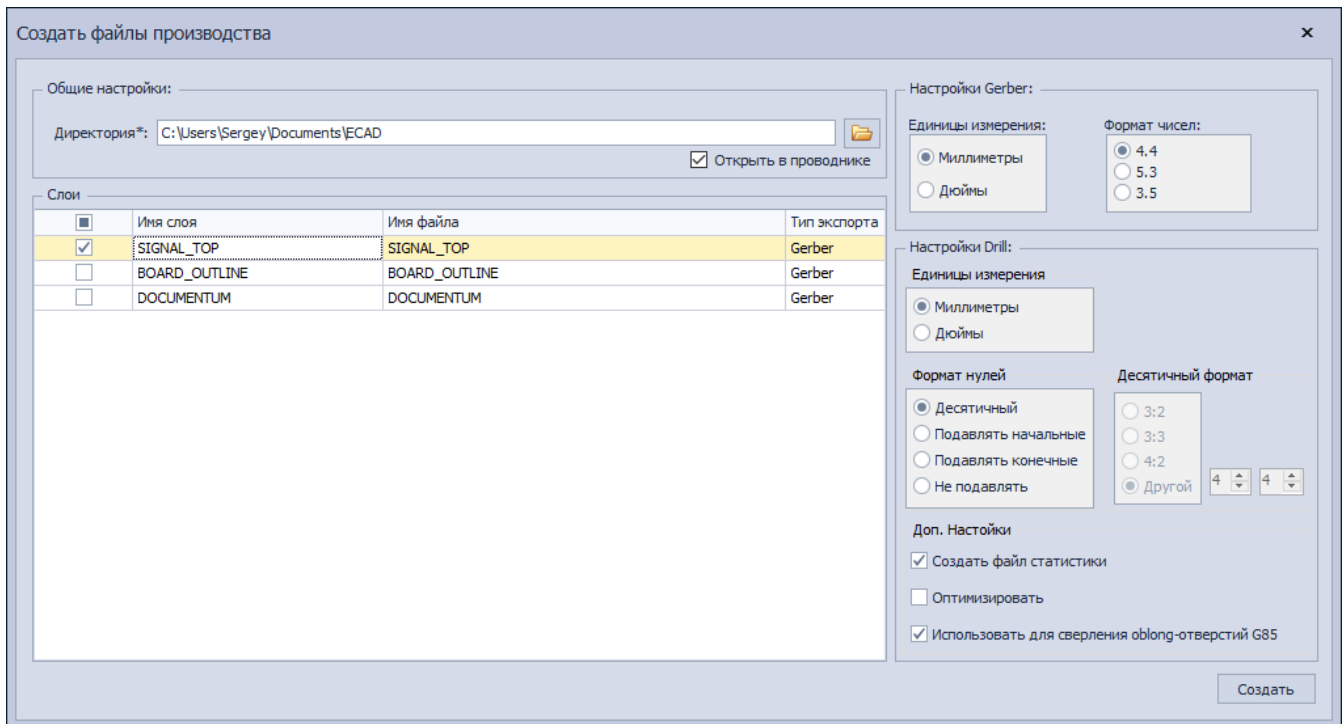 Создать файлы производства
Общие настройки:
Директория*: C:\Users\Sergey\Documents\ECAD
Открыть в проводнике
Слои
Имя слоя Имя файла Тип экспорта
SIGNAL_TOP SIGNAL_TOP Gerber
BOARD_OUTLINE BOARD_OUTLINE Gerber
DOCUMENTUM DOCUMENTUM Gerber
Настройки Gerber:
Единицы измерения: Формат чисел:
Миллиметры
Дюймы
4.4
5.3
3.5
Настройки Drill:
Единицы измерения
Миллиметры
Дюймы
Формат нулей
Десятичный
Подавлять начальные
Подавлять конечные
Не подавлять
Десятичный формат
3:2
3:3
4:2
Другой 4 4
Доп. Настойки
Создать файл статистики
Оптимизировать
Использовать для сверления oblong-отверстий G85
Создать